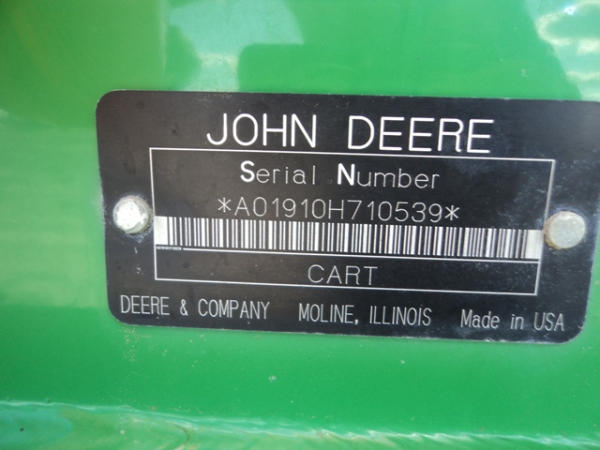 JOHN DEERE
Serial Number
*A01910H710539*
CART
DEERE & COMPANY MOLINE, ILLINOIS Made in USA